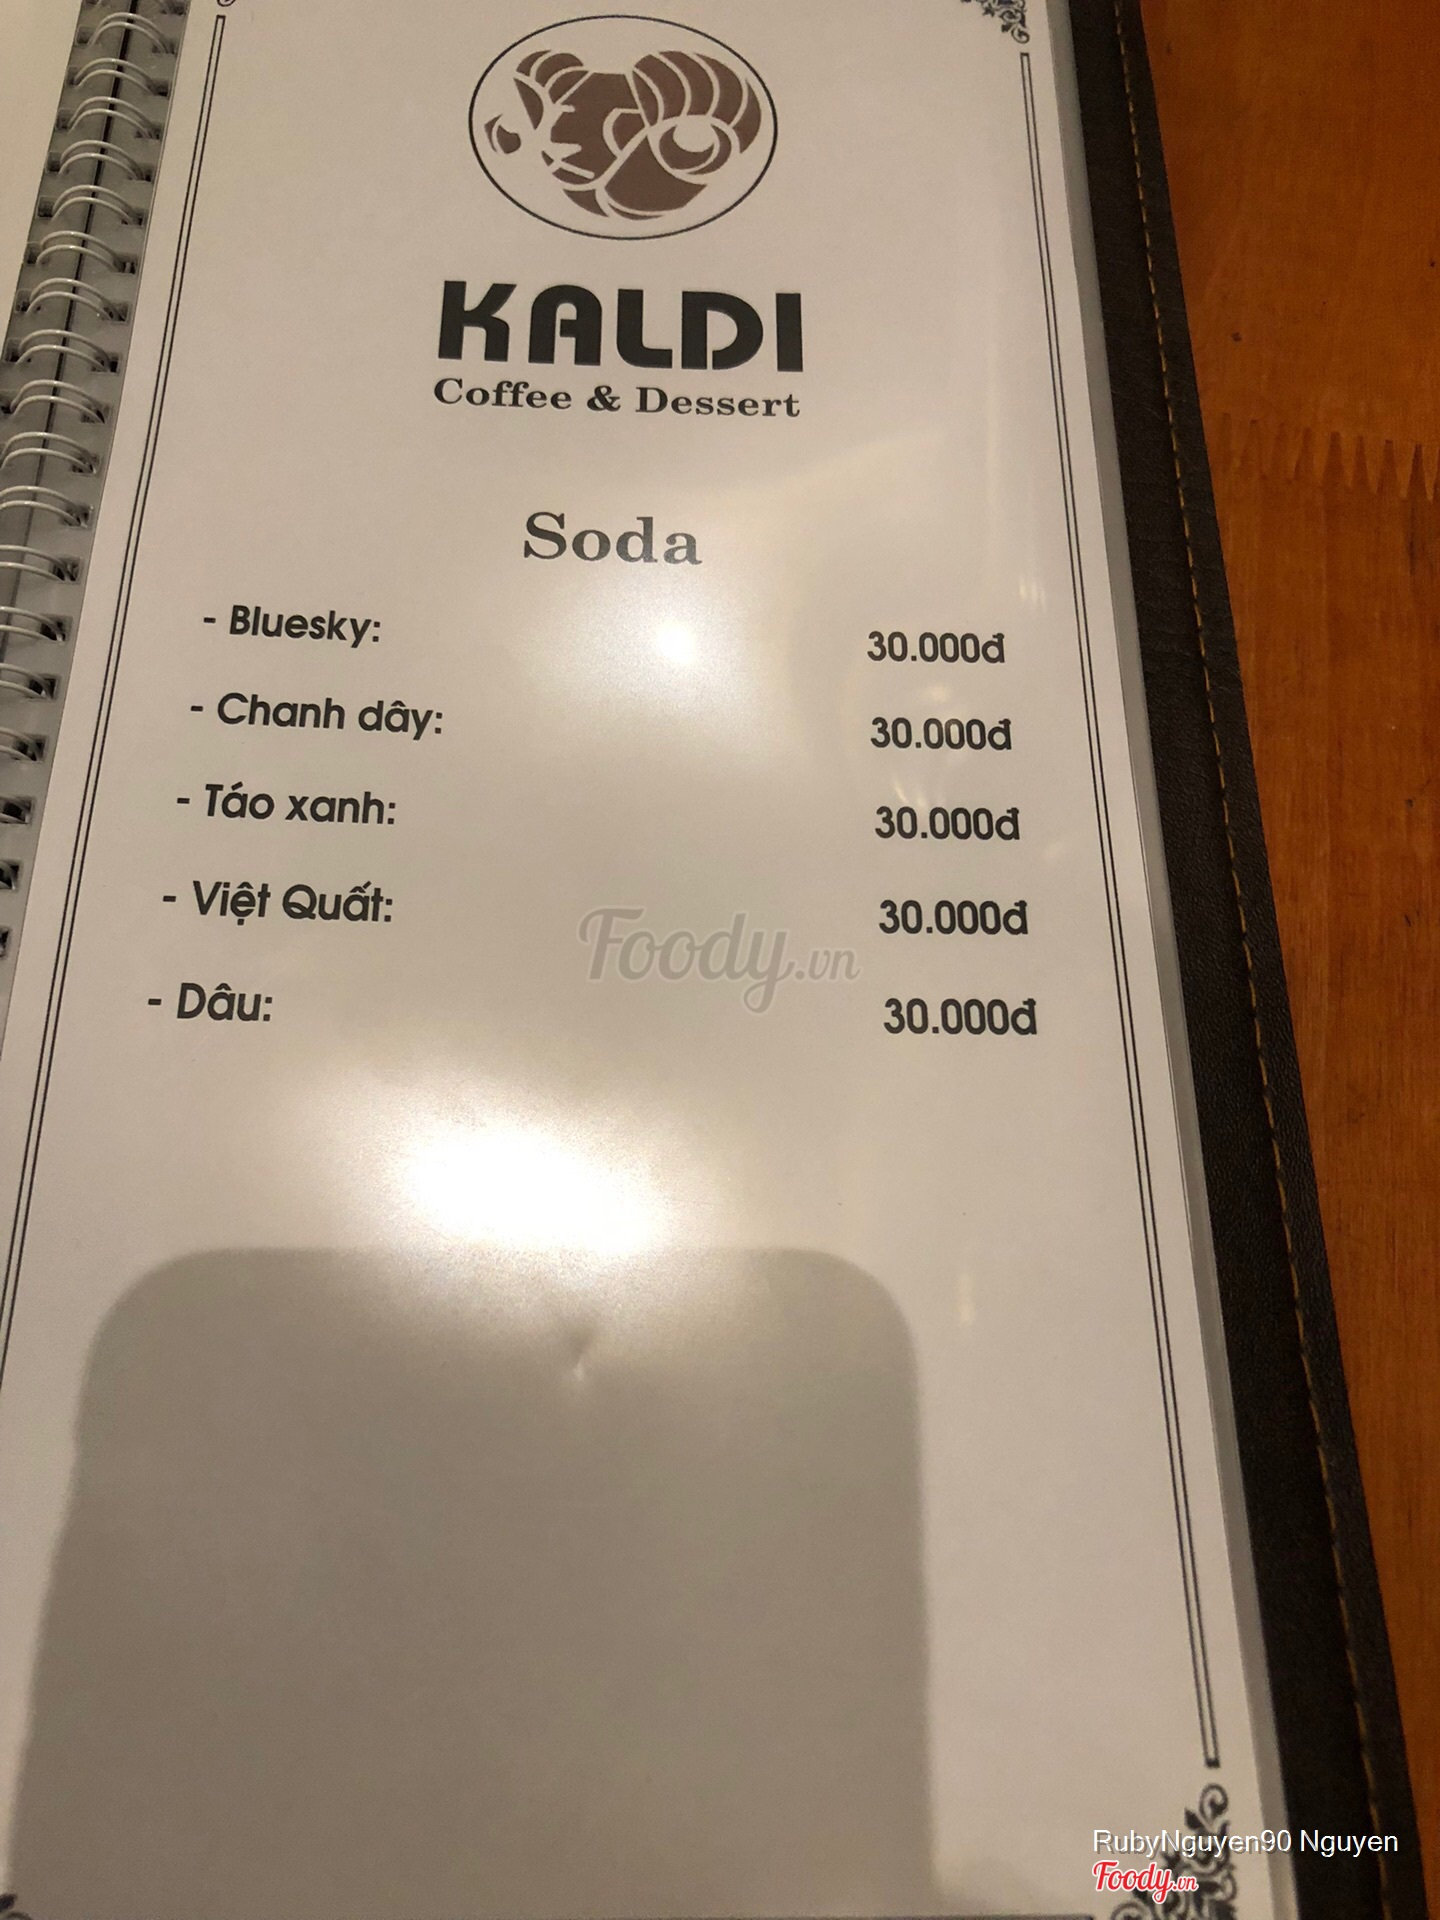 KALDI
Coffee & Dessert
Soda
- Bluesky: 30.000đ
- Chanh dây: 30.000đ
- Táo xanh: 30.000đ
- Việt Quất: 30.000đ
- Dâu: 30.000đ
Foody.vn
RubyNguyen90 Nguyen
Foody.vn